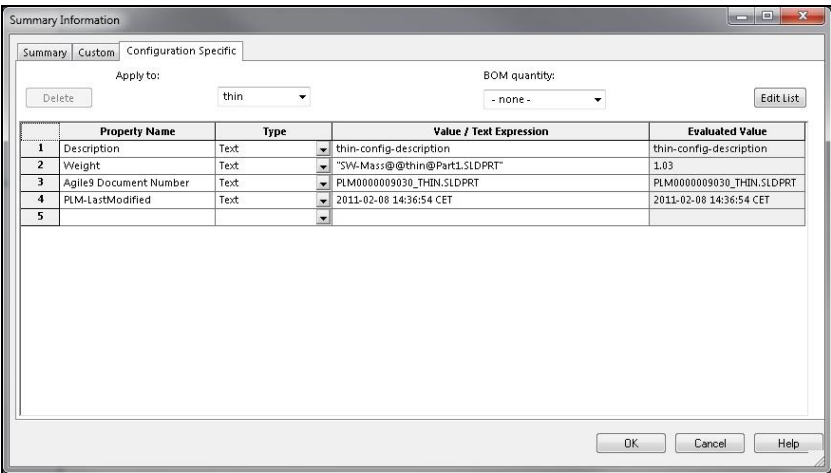 Summary Information
Summary Custom Configuration Specific
Apply to: BOM quantity:
Delete thin - none - Edit List
Property Name Type Value / Text Expression Evaluated Value
1 Description Text thin-config-description thin-config-description
2 Weight Text "SW-Mass@@thin@Part1.SLDPRT" 1.03
3 Agile9 Document Number Text PLM0000009030_THIN.SLDPRT PLM0000009030_THIN.SLDPRT
4 PLM-LastModified Text 2011-02-08 14:36:54 CET 2011-02-08 14:36:54 CET
5
OK Cancel Help